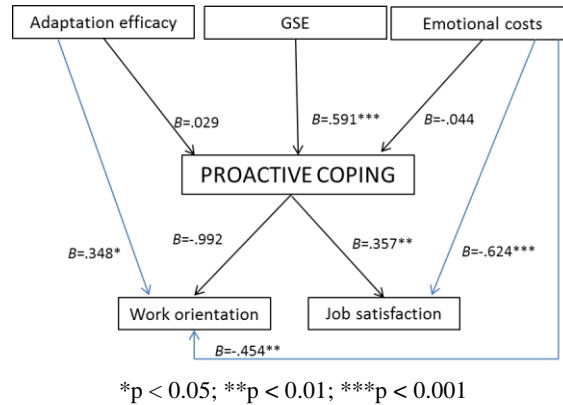 Adaptation efficacy
GSE
Emotional costs
B=.029
B=.591***
B=-.044
PROACTIVE COPING
B=.348*
B=-.992
B=.357**
B=-.624***
Work orientation
Job satisfaction
B=-.454**
*p < 0.05; **p < 0.01; ***p < 0.001